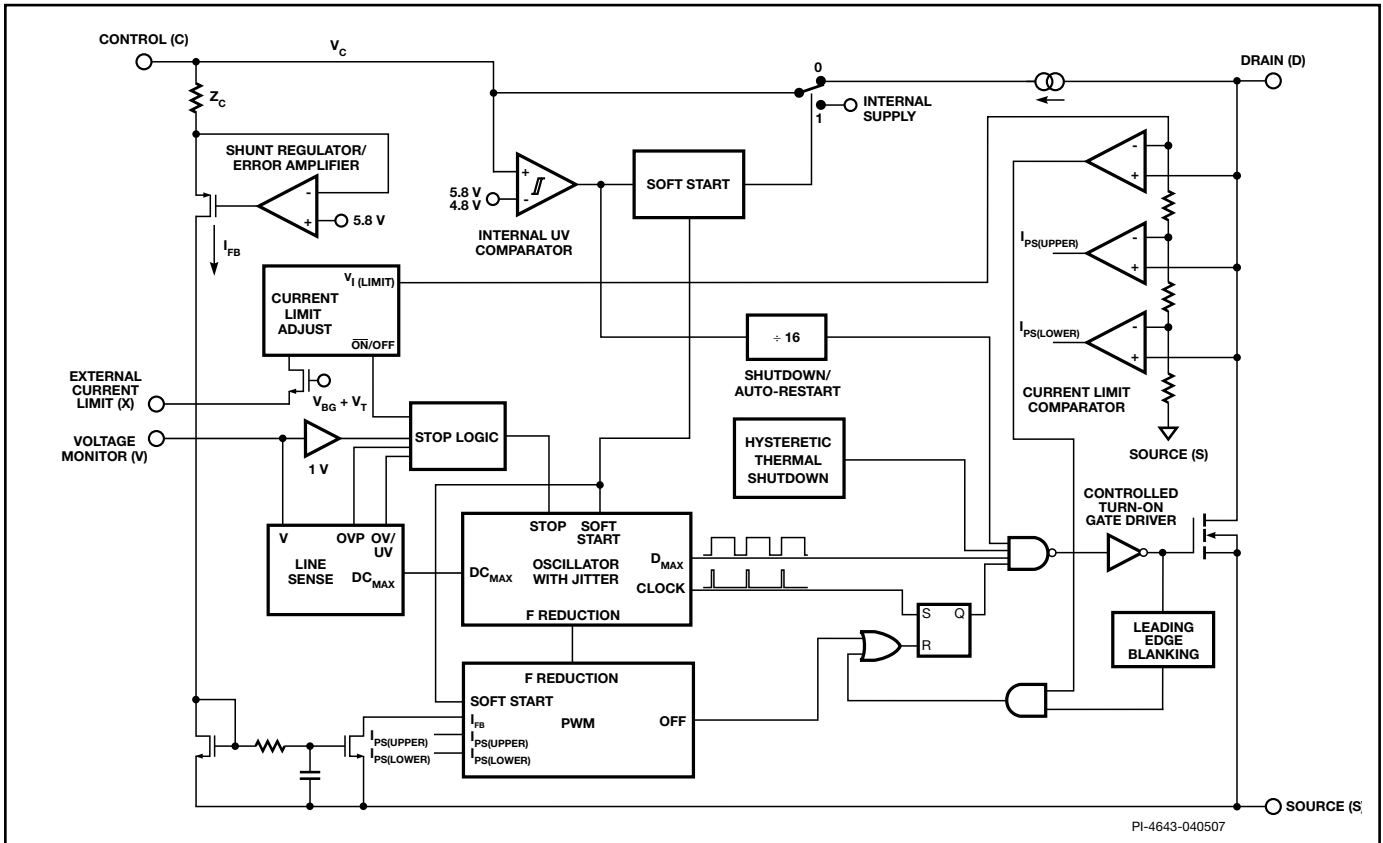 CONTROL (C)
V_C
Z_C
0
1
INTERNAL
SUPPLY
DRAIN (D)
SHUNT REGULATOR/
ERROR AMPLIFIER
-
+
5.8 V
I_FB
+
-
5.8 V
4.8 V
INTERNAL UV
COMPARATOR
SOFT START
-
+
I_PS(UPPER)
-
+
I_PS(LOWER)
-
+
CURRENT LIMIT
COMPARATOR
SOURCE (S)
V_I (LIMIT)
CURRENT
LIMIT
ADJUST
O̅N̅/OFF
÷ 16
SHUTDOWN/
AUTO-RESTART
EXTERNAL
CURRENT
LIMIT (X)
V_BG + V_T
VOLTAGE
MONITOR (V)
1 V
STOP LOGIC
HYSTERETIC
THERMAL
SHUTDOWN
CONTROLLED
TURN-ON
GATE DRIVER
V
OVP
OV/
UV
LINE
SENSE
DC_MAX
STOP
SOFT
START
DC_MAX
OSCILLATOR
WITH JITTER
D_MAX
CLOCK
F REDUCTION
S
Q
R
LEADING
EDGE
BLANKING
F REDUCTION
SOFT START
I_FB
PWM
OFF
I_PS(UPPER)
I_PS(UPPER)
I_PS(LOWER)
I_PS(LOWER)
SOURCE (S)
PI-4643-040507